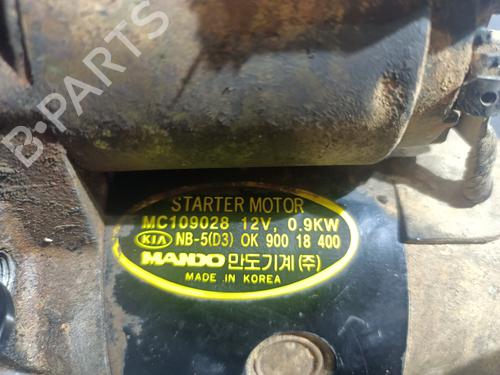 B-PARTS
STARTER MOTOR
MC109028 12V, 0.9KW
KIA NB-5(D3) OK 900 18 400
MANDO 만도기계(주)
MADE IN KOREA